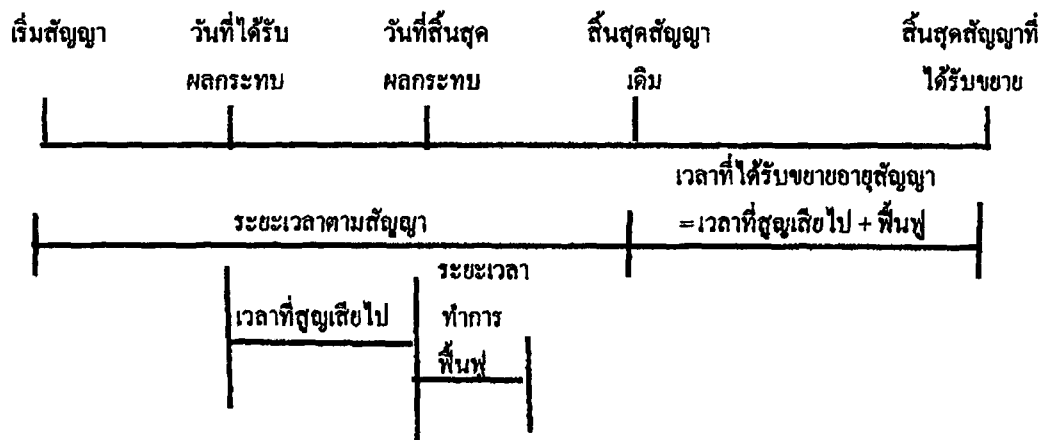 เริ่มสัญญา วันที่ได้รับ วันที่สิ้นสุด สิ้นสุดสัญญา สิ้นสุดสัญญาที่
ผลกระทบ ผลกระทบ เดิม ได้รับขยาย
เวลาที่ได้รับขยายอายุสัญญา
ระยะเวลาตามสัญญา =เวลาที่สูญเสียไป + ฟื้นฟู
ระยะเวลา
เวลาที่สูญเสียไป ทำการ
ฟื้นฟู